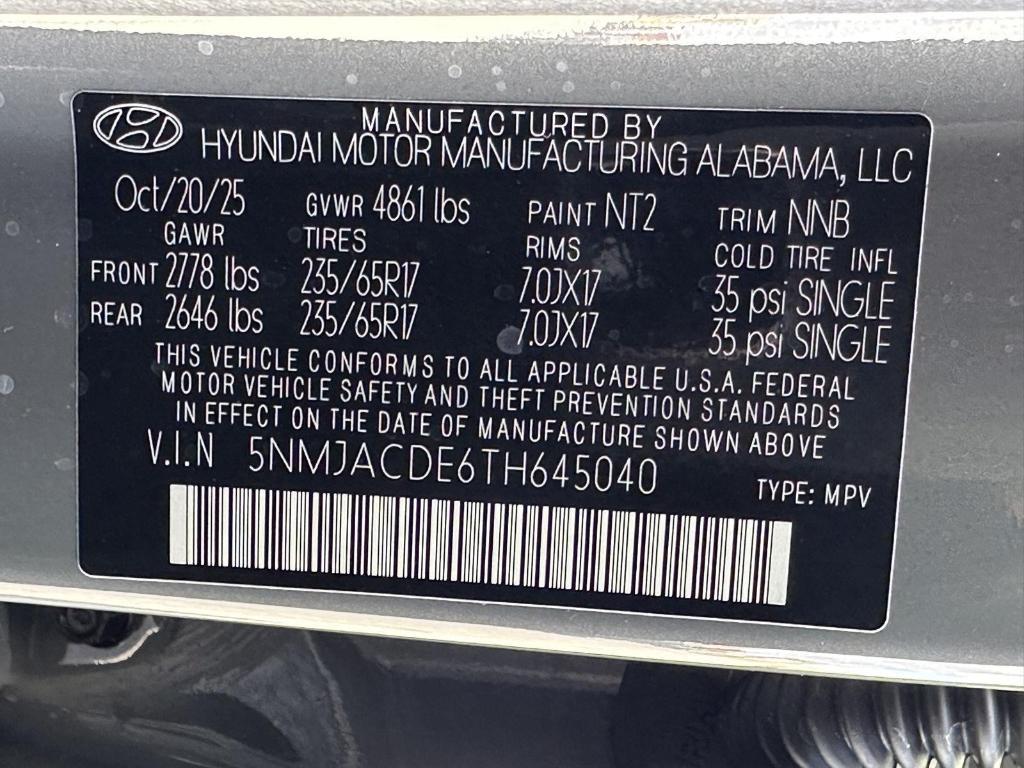 MANUFACTURED BY
HYUNDAI MOTOR MANUFACTURING ALABAMA, LLC
Oct/20/25 GVWR 4861 lbs PAINT NT2 TRIM NNB
GAWR TIRES RIMS COLD TIRE INFL
FRONT 2778 lbs 235/65R17 7.0JX17 35 psi SINGLE
REAR 2646 lbs 235/65R17 7.0JX17 35 psi SINGLE
THIS VEHICLE CONFORMS TO ALL APPLICABLE U.S.A. FEDERAL
MOTOR VEHICLE SAFETY AND THEFT PREVENTION STANDARDS
IN EFFECT ON THE DATE OF MANUFACTURE SHOWN ABOVE
V.I.N 5NMJACDE6TH645040 TYPE: MPV